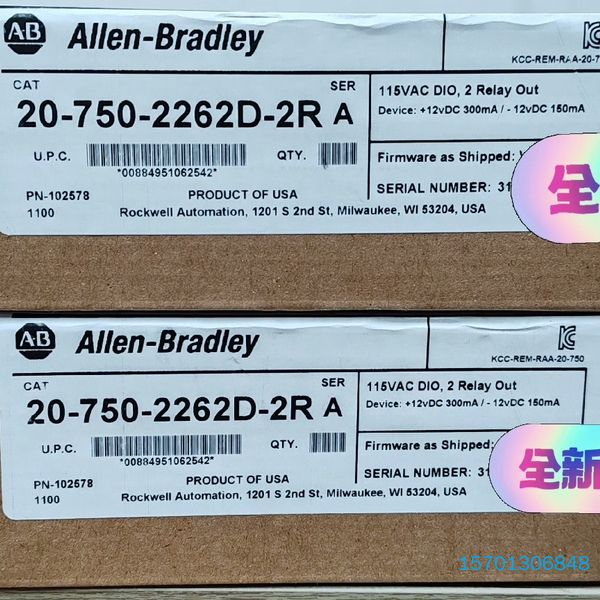 AB Allen-Bradley
KCC-REM-RAA-20-7
CAT SER
20-750-2262D-2R A
115VAC DIO, 2 Relay Out
Device: +12vDC 300mA / - 12vDC 150mA
U.P.C. QTY.
*00884951062542*
Firmware as Shipped:
SERIAL NUMBER: 31
全
PN-102578 PRODUCT OF USA
1100 Rockwell Automation, 1201 S 2nd St, Milwaukee, WI 53204, USA
AB Allen-Bradley
KCC-REM-RAA-20-750
CAT SER
20-750-2262D-2R A
115VAC DIO, 2 Relay Out
Device: +12vDC 300mA / - 12vDC 150mA
U.P.C. QTY.
*00884951062542*
Firmware as Shipped:
SERIAL NUMBER: 31
全新
PN-102578 PRODUCT OF USA
1100 Rockwell Automation, 1201 S 2nd St, Milwaukee, WI 53204, USA
15701306848